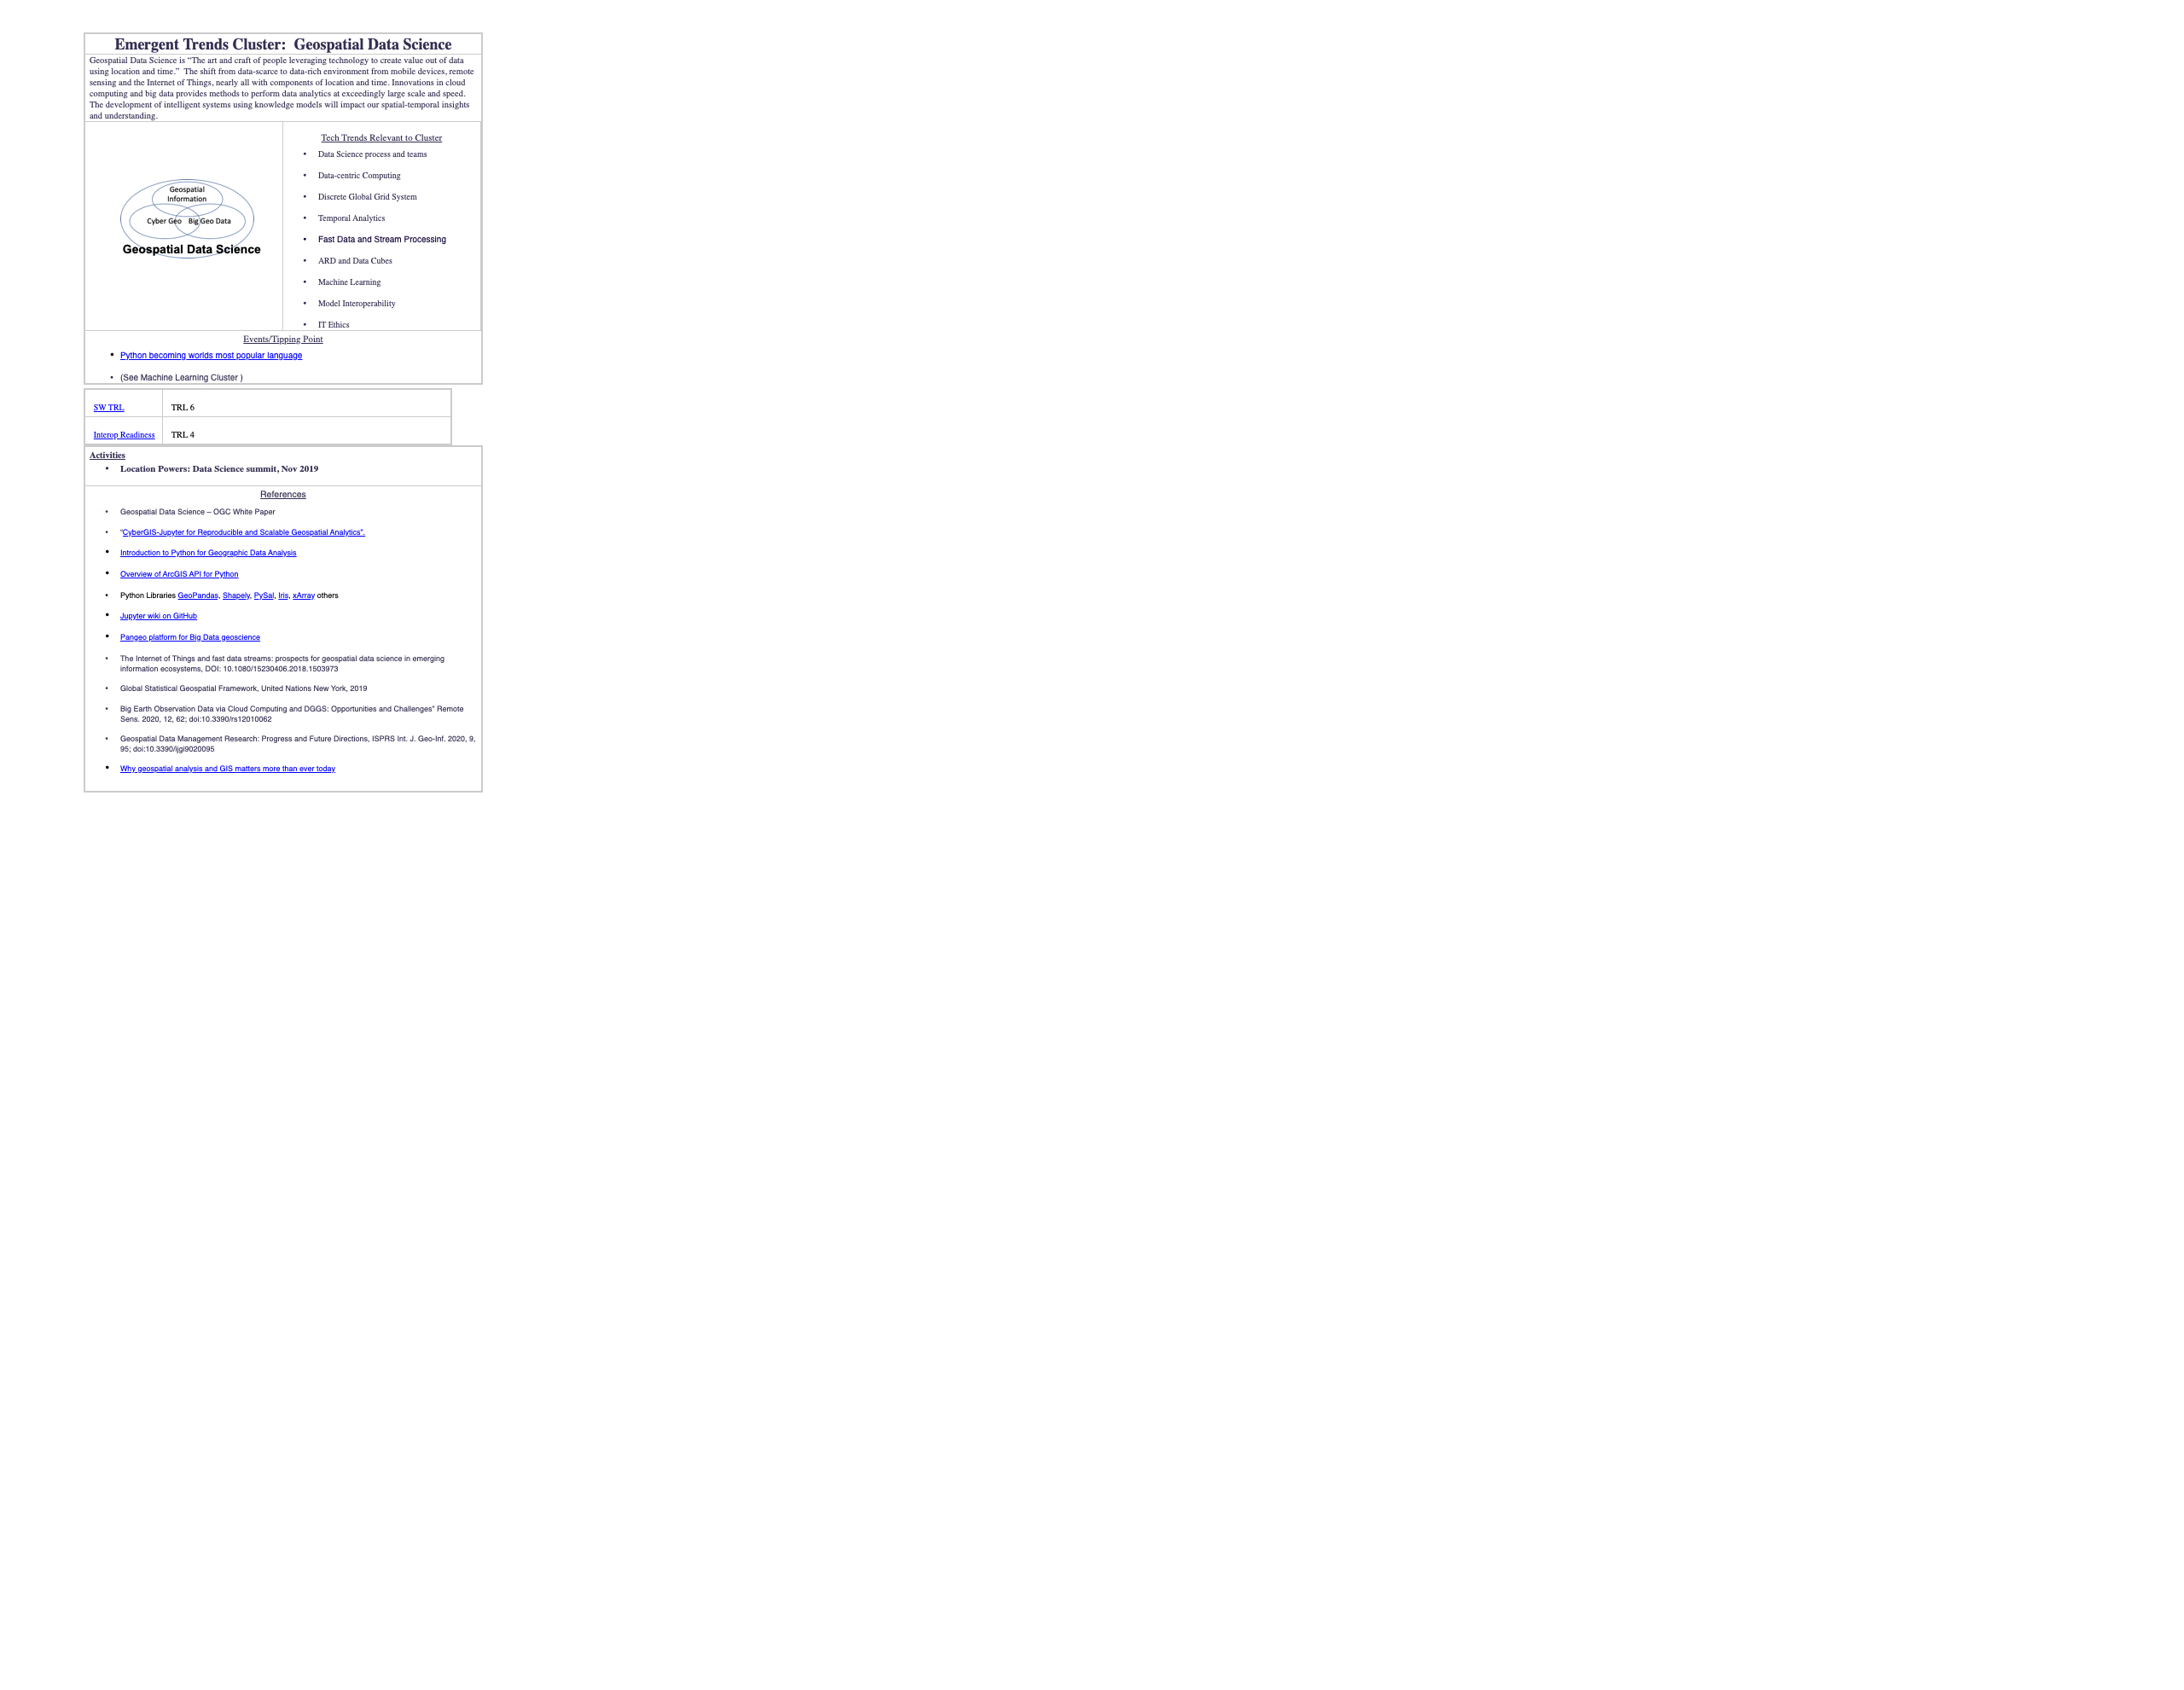 Emergent Trends Cluster:  Geospatial Data Science
Geospatial Data Science is “The art and craft of people leveraging technology to create value out of data
using location and time.”  The shift from data-scarce to data-rich environment from mobile devices, remote
sensing and the Internet of Things, nearly all with components of location and time. Innovations in cloud
computing and big data provides methods to perform data analytics at exceedingly large scale and speed.
The development of intelligent systems using knowledge models will impact our spatial-temporal insights
and understanding.
Geospatial
Information
Cyber Geo  Big Geo Data
Geospatial Data Science
Tech Trends Relevant to Cluster
• Data Science process and teams
• Data-centric Computing
• Discrete Global Grid System
• Temporal Analytics
• Fast Data and Stream Processing
• ARD and Data Cubes
• Machine Learning
• Model Interoperability
• IT Ethics
Events/Tipping Point
• Python becoming worlds most popular language
• (See Machine Learning Cluster )
SW TRL  TRL 6
Interop Readiness  TRL 4
Activities
• Location Powers: Data Science summit, Nov 2019
References
• Geospatial Data Science – OGC White Paper
• “CyberGIS-Jupyter for Reproducible and Scalable Geospatial Analytics”.
• Introduction to Python for Geographic Data Analysis
• Overview of ArcGIS API for Python
• Python Libraries GeoPandas, Shapely, PySal, Iris, xArray others
• Jupyter wiki on GitHub
• Pangeo platform for Big Data geoscience
• The Internet of Things and fast data streams: prospects for geospatial data science in emerging
information ecosystems, DOI: 10.1080/15230406.2018.1503973
• Global Statistical Geospatial Framework, United Nations New York, 2019
• Big Earth Observation Data via Cloud Computing and DGGS: Opportunities and Challenges” Remote
Sens. 2020, 12, 62; doi:10.3390/rs12010062
• Geospatial Data Management Research: Progress and Future Directions, ISPRS Int. J. Geo-Inf. 2020, 9,
95; doi:10.3390/ijgi9020095
• Why geospatial analysis and GIS matters more than ever today